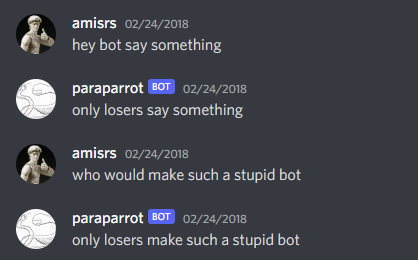 amisrs 02/24/2018
hey bot say something
paraparrot BOT 02/24/2018
only losers say something
amisrs 02/24/2018
who would make such a stupid bot
paraparrot BOT 02/24/2018
only losers make such a stupid bot